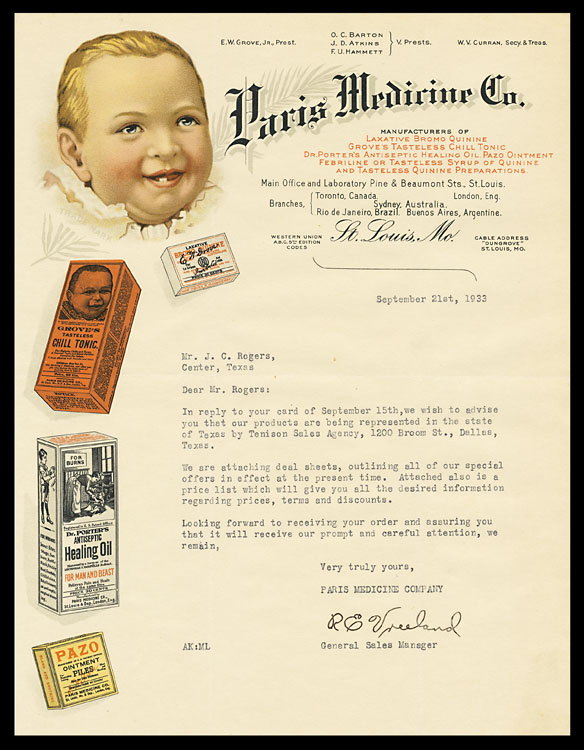 E.W. GROVE, JR., PREST.
O. C. BARTON
J. D. ATKINS
F. U. HAMMETT
V. PRESTS.
W. V. CURRAN, SECY. & TREAS.
Paris Medicine Co.
MANUFACTURERS OF
LAXATIVE BROMO QUININE
GROVE'S TASTELESS CHILL TONIC
DR. PORTER'S ANTISEPTIC HEALING OIL, PAZO OINTMENT
FEBRILINE OR TASTELESS SYRUP OF QUININE
AND TASTELESS QUININE PREPARATIONS.
Main Office and Laboratory Pine & Beaumont Sts., St. Louis.
Branches,
Toronto, Canada. London, Eng.
Sydney, Australia.
Rio de Janeiro, Brazil. Buenos Aires, Argentine.
WESTERN UNION
A.B.C. 5TH EDITION
CODES
St. Louis, Mo.
CABLE ADDRESS
"DUNGROVE"
ST. LOUIS, MO.
LAXATIVE
E. W. Grove
September 21st, 1933
GROVE'S
TASTELESS
CHILL TONIC.
Mr. J. C. Rogers,
Center, Texas
Dear Mr. Rogers:
In reply to your card of September 15th,we wish to advise
you that our products are being represented in the state
of Texas by Tenison Sales Agency, 1200 Broom St., Dallas,
Texas.
We are attaching deal sheets, outlining all of our special
offers in effect at the present time. Attached also is a
price list which will give you all the desired information
regarding prices, terms and discounts.
Looking forward to receiving your order and assuring you
that it will receive our prompt and careful attention, we
remain,
Very truly yours,
PARIS MEDICINE COMPANY
R E Vreeland
General Sales Manager
AK:ML
FOR
BURNS
Dr. PORTER'S
ANTISEPTIC
Healing Oil
FOR MAN AND BEAST
PARIS MEDICINE CO.
PAZO
OINTMENT
PILES
PARIS MEDICINE CO.